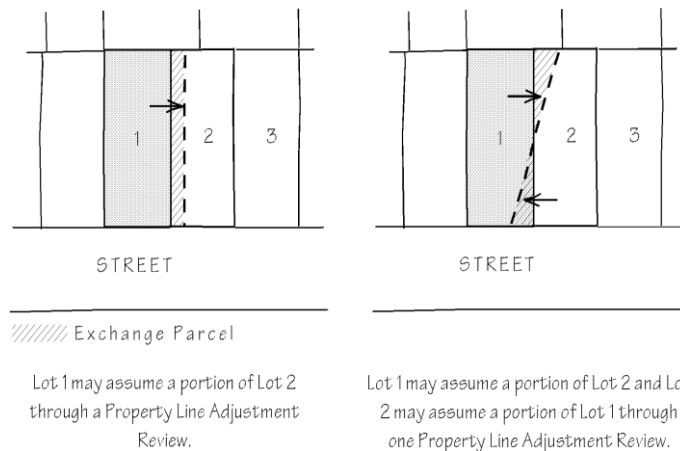 1
2
3
STREET
Exchange Parcel
Lot 1 may assume a portion of Lot 2
through a Property Line Adjustment
Review.
1
2
3
STREET
Lot 1 may assume a portion of Lot 2 and Lo
2 may assume a portion of Lot 1 through
one Property Line Adjustment Review.